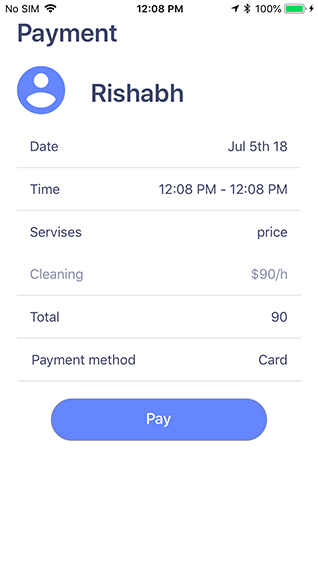 No SIM 12:08 PM 100%
Payment
Rishabh
Date Jul 5th 18
Time 12:08 PM - 12:08 PM
Servises price
Cleaning $90/h
Total 90
Payment method Card
Pay